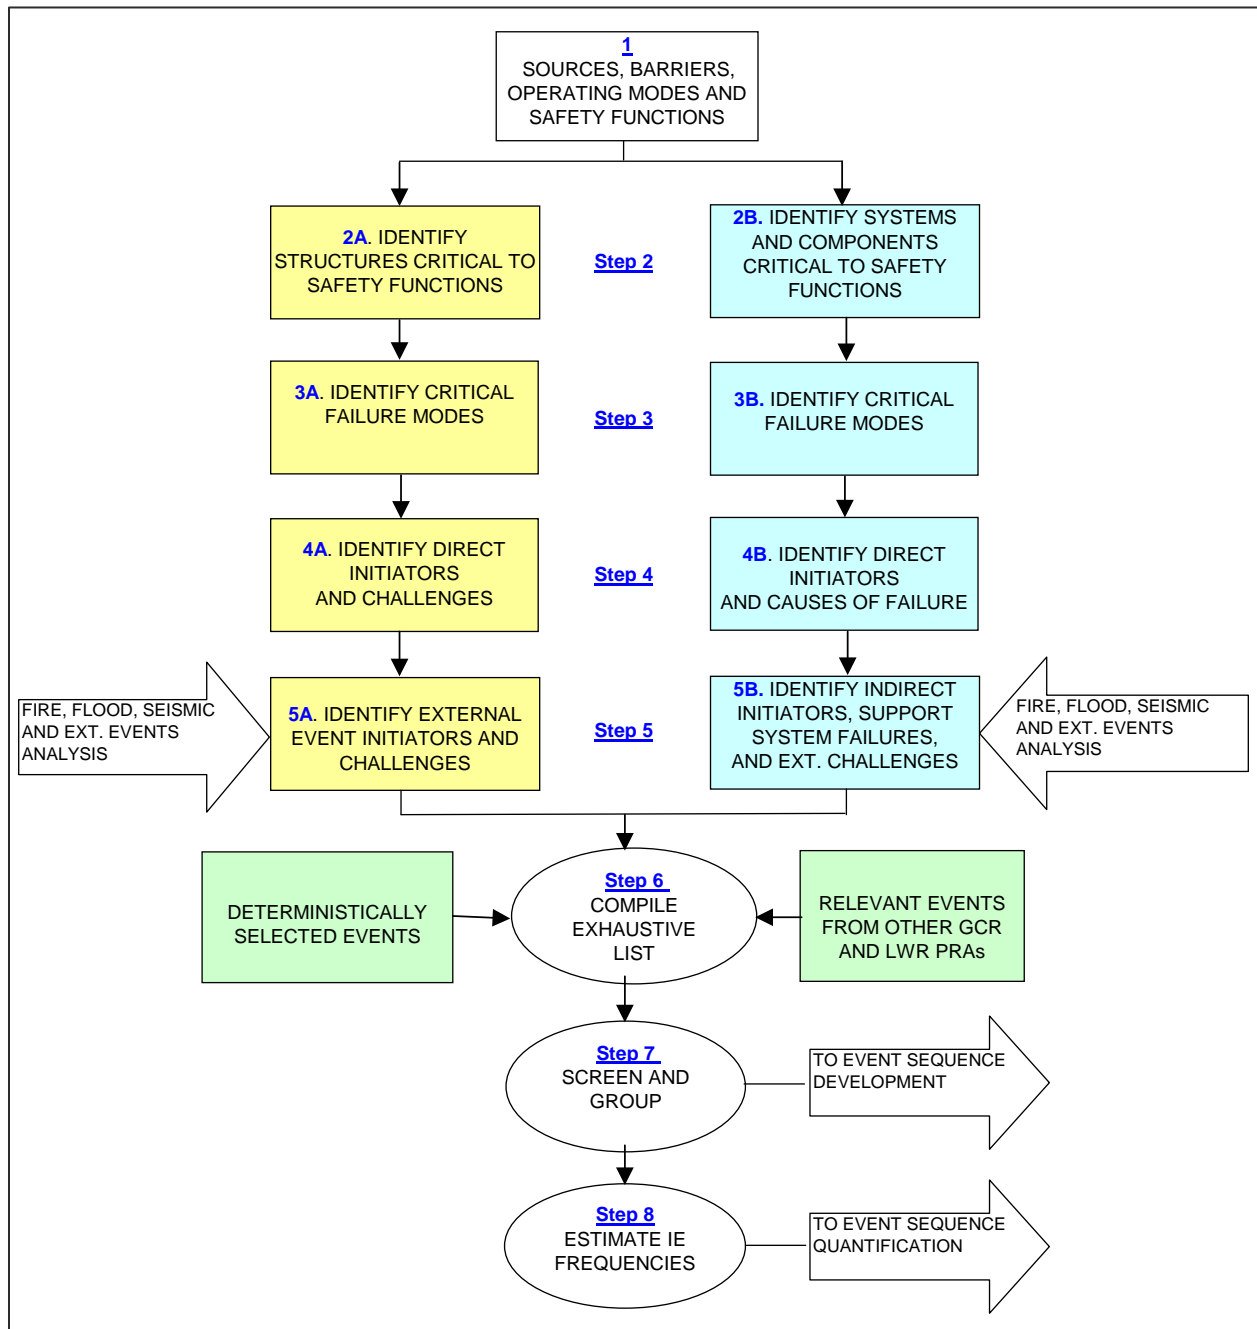 1
SOURCES, BARRIERS,
OPERATING MODES AND
SAFETY FUNCTIONS
2A. IDENTIFY
STRUCTURES CRITICAL TO
SAFETY FUNCTIONS
Step 2
2B. IDENTIFY SYSTEMS
AND COMPONENTS
CRITICAL TO SAFETY
FUNCTIONS
3A. IDENTIFY CRITICAL
FAILURE MODES
Step 3
3B. IDENTIFY CRITICAL
FAILURE MODES
4A. IDENTIFY DIRECT
INITIATORS
AND CHALLENGES
Step 4
4B. IDENTIFY DIRECT
INITIATORS
AND CAUSES OF FAILURE
FIRE, FLOOD, SEISMIC
AND EXT. EVENTS
ANALYSIS
5A. IDENTIFY EXTERNAL
EVENT INITIATORS AND
CHALLENGES
Step 5
5B. IDENTIFY INDIRECT
INITIATORS, SUPPORT
SYSTEM FAILURES,
AND EXT. CHALLENGES
FIRE, FLOOD, SEISMIC
AND EXT. EVENTS
ANALYSIS
DETERMINISTICALLY
SELECTED EVENTS
Step 6
COMPILE
EXHAUSTIVE
LIST
RELEVANT EVENTS
FROM OTHER GCR
AND LWR PRAs
Step 7
SCREEN AND
GROUP
TO EVENT SEQUENCE
DEVELOPMENT
Step 8
ESTIMATE IE
FREQUENCIES
TO EVENT SEQUENCE
QUANTIFICATION